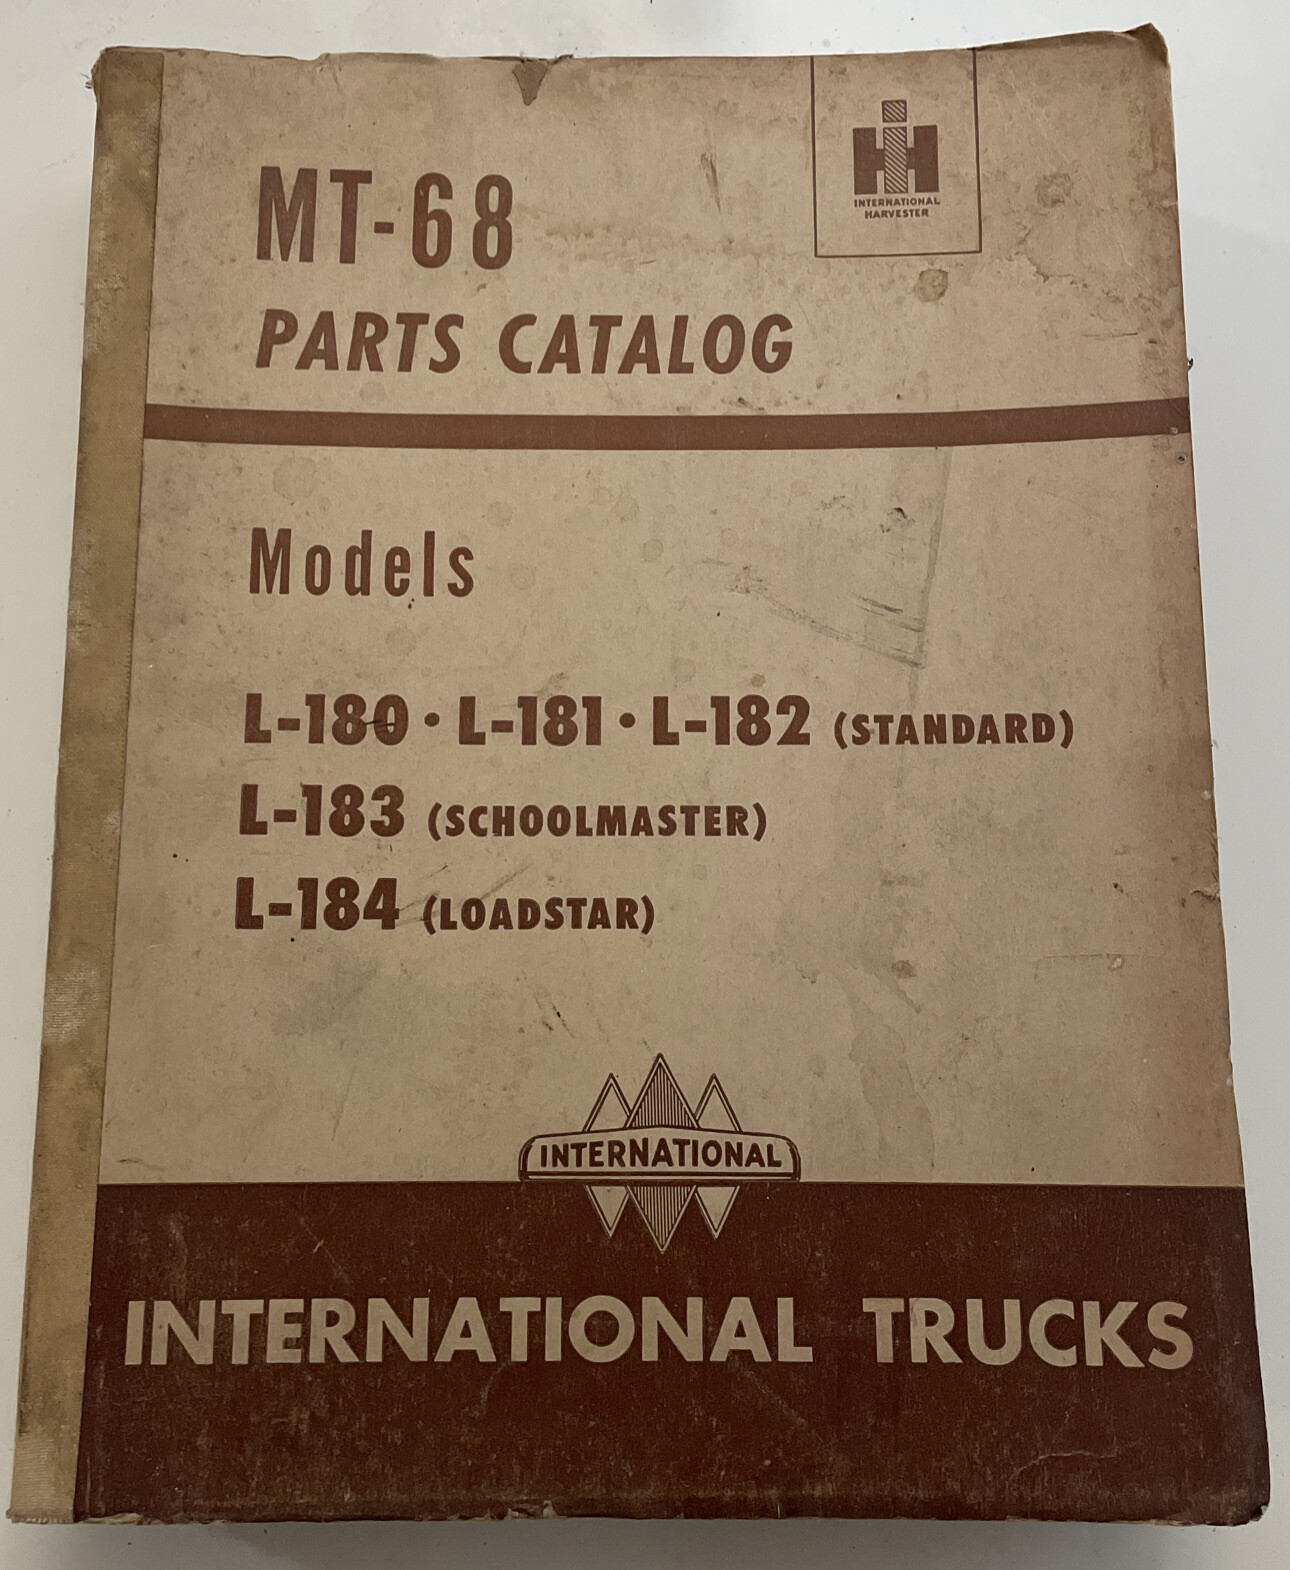 INTERNATIONAL
HARVESTER
MT-68
PARTS CATALOG
Models
L-180 • L-181 • L-182 (STANDARD)
L-183 (SCHOOLMASTER)
L-184 (LOADSTAR)
INTERNATIONAL
INTERNATIONAL TRUCKS